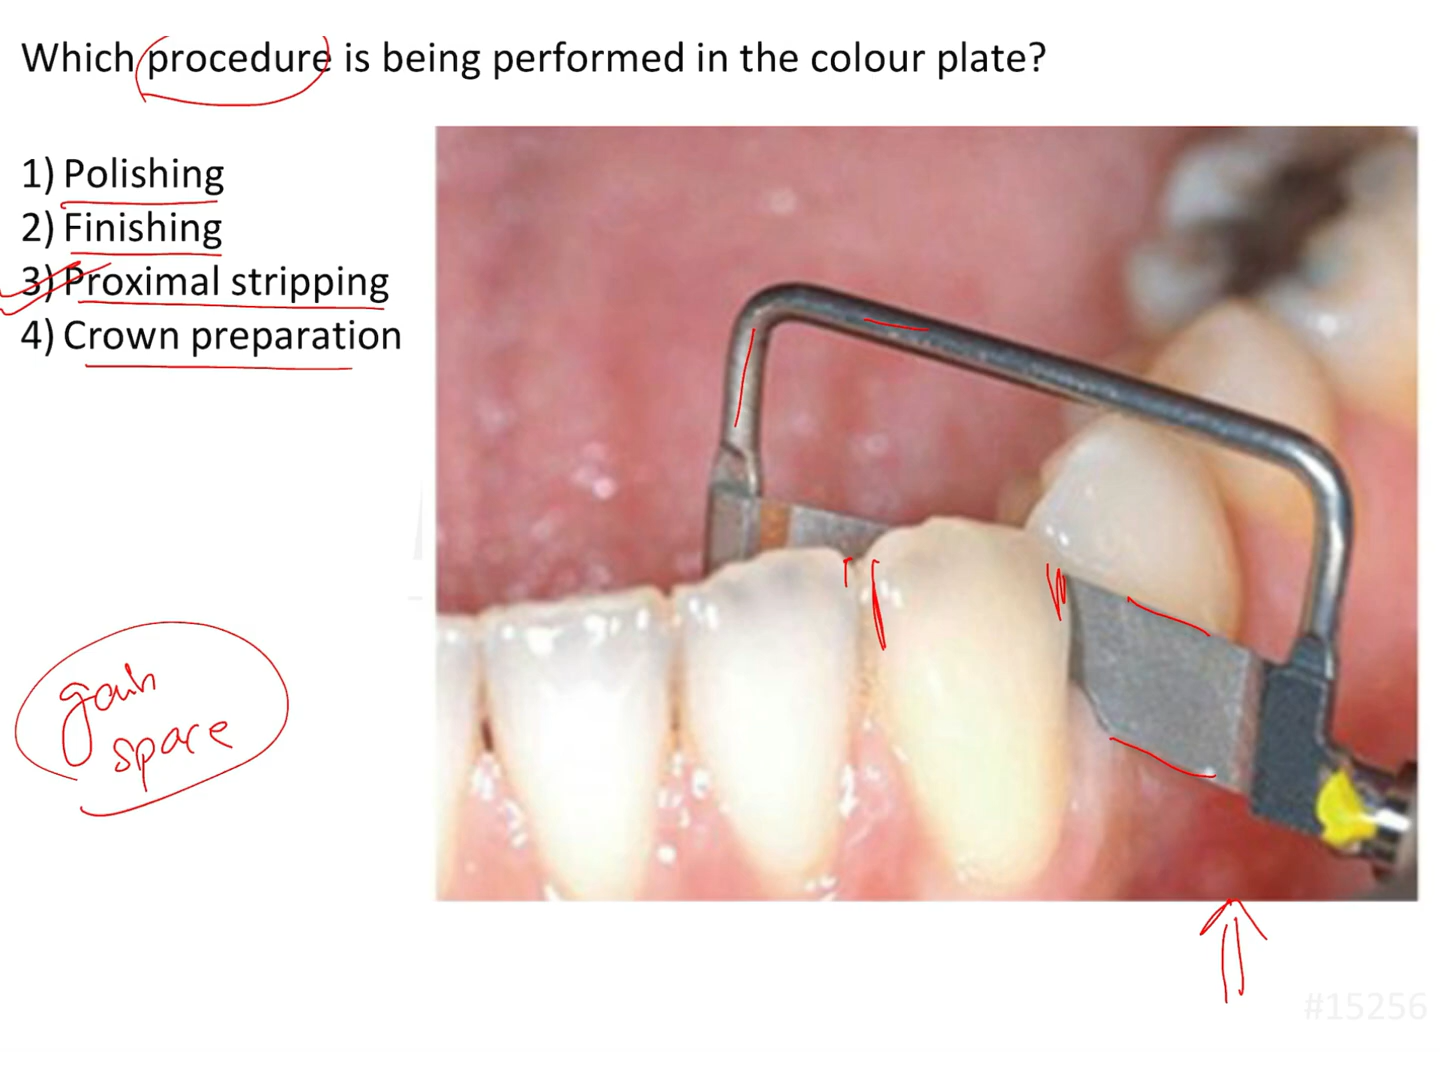 Which procedure is being performed in the colour plate?
1) Polishing
2) Finishing
3) Proximal stripping
4) Crown preparation
gain
space
#15256